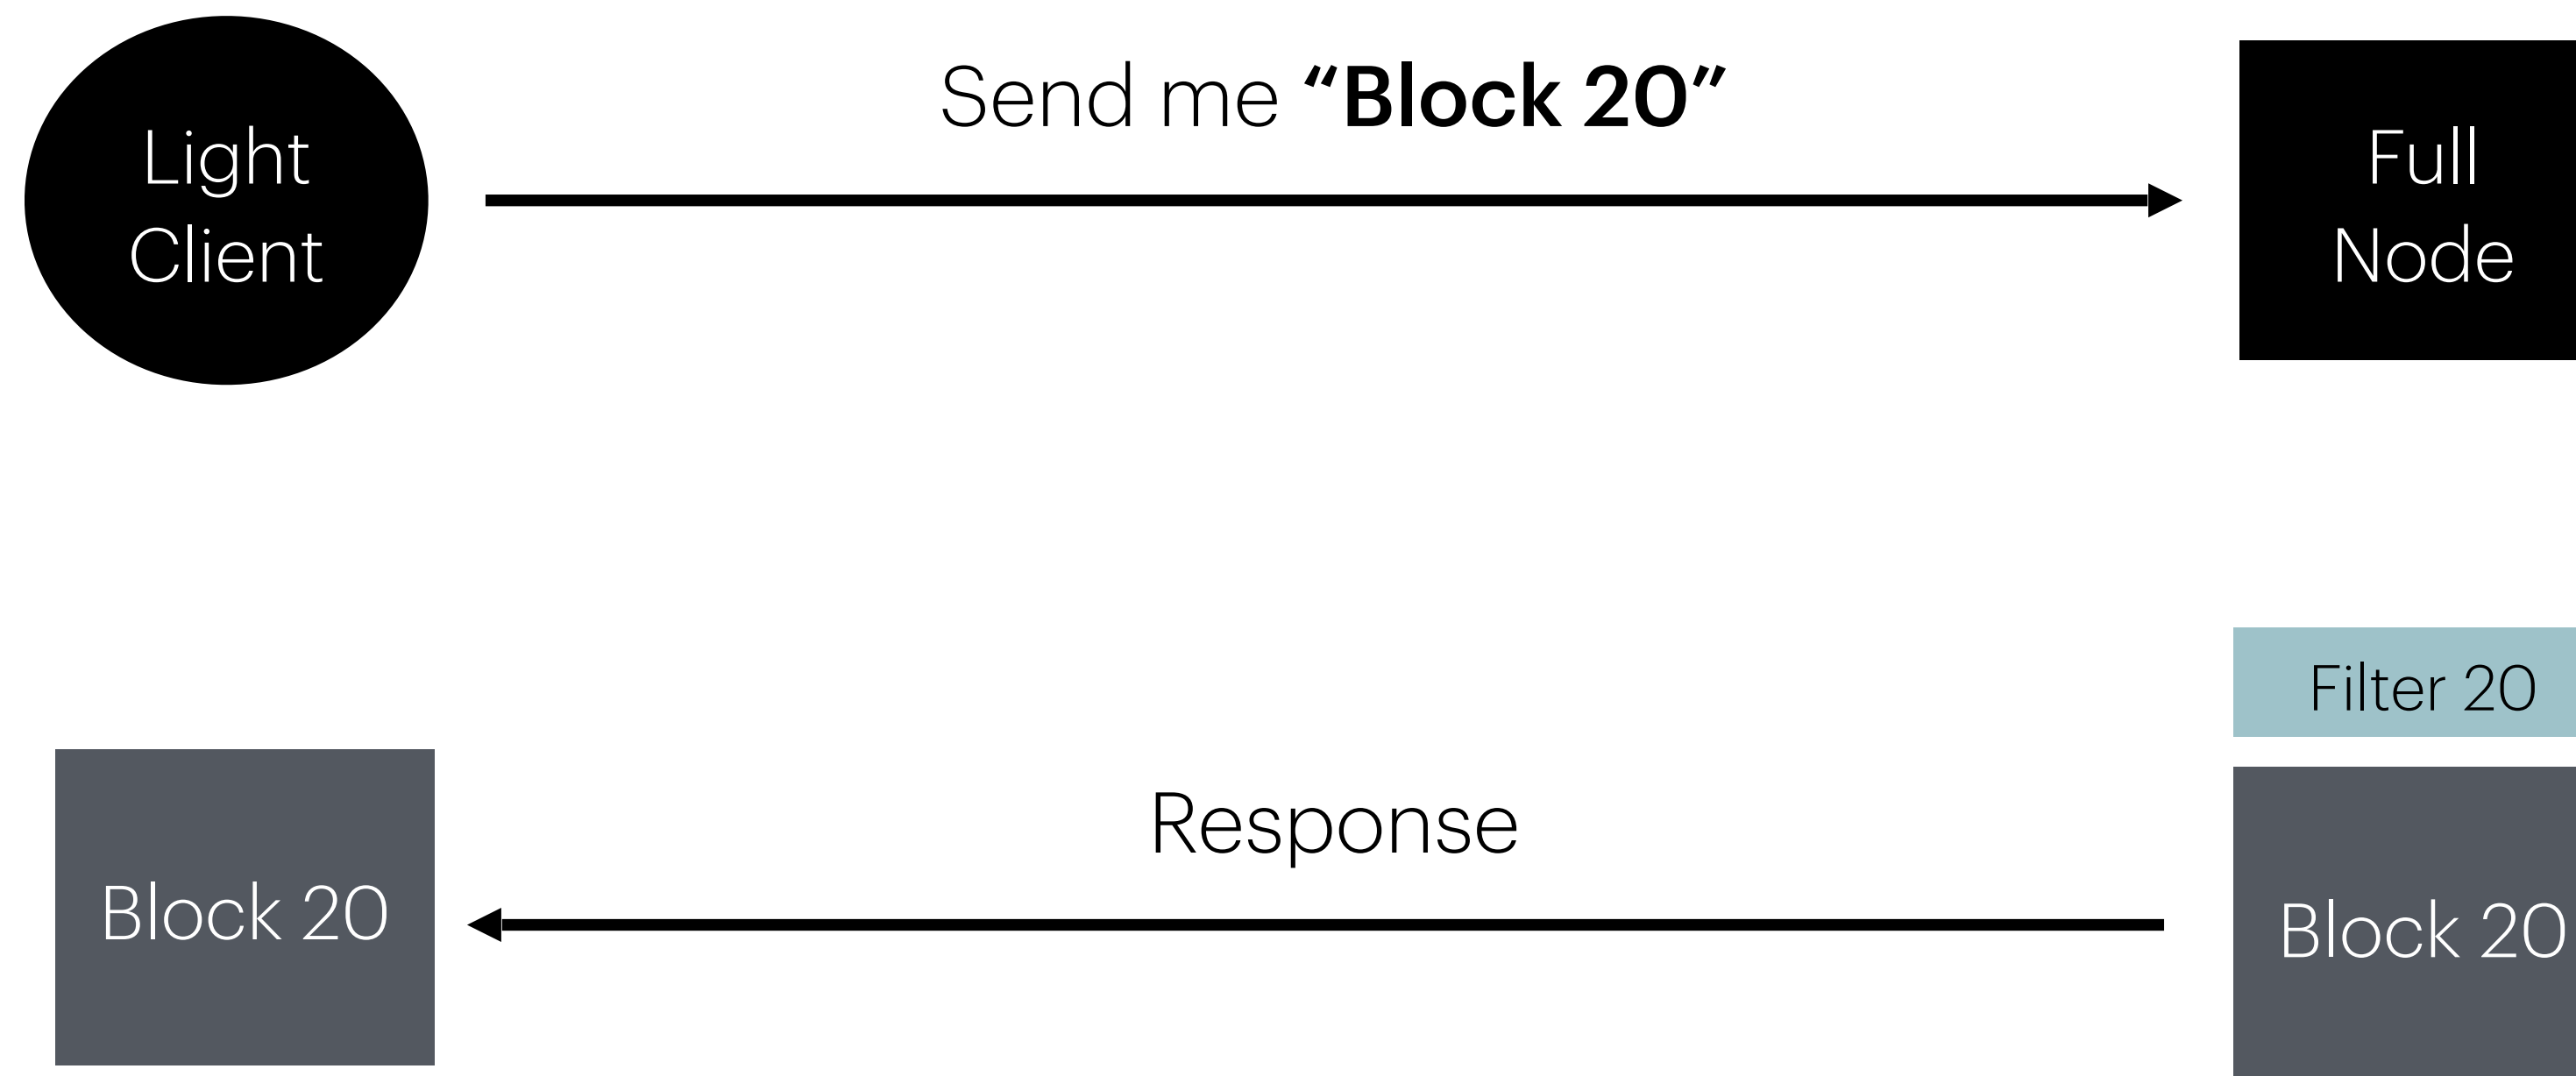 Light
Client
Send me “Block 20”
Full
Node
Filter 20
Response
Block 20
Block 20